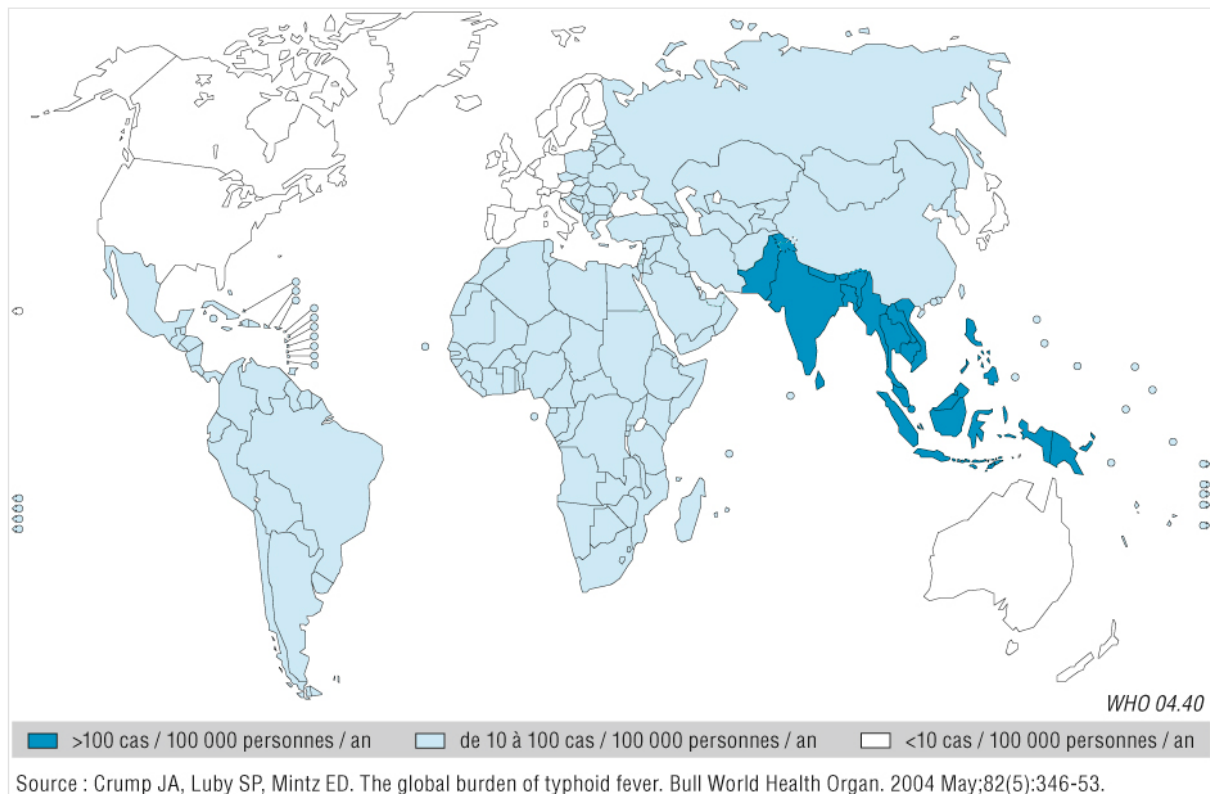 WHO 04.40
>100 cas / 100 000 personnes / an
de 10 à 100 cas / 100 000 personnes / an
<10 cas / 100 000 personnes / an
Source : Crump JA, Luby SP, Mintz ED. The global burden of typhoid fever. Bull World Health Organ. 2004 May;82(5):346-53.